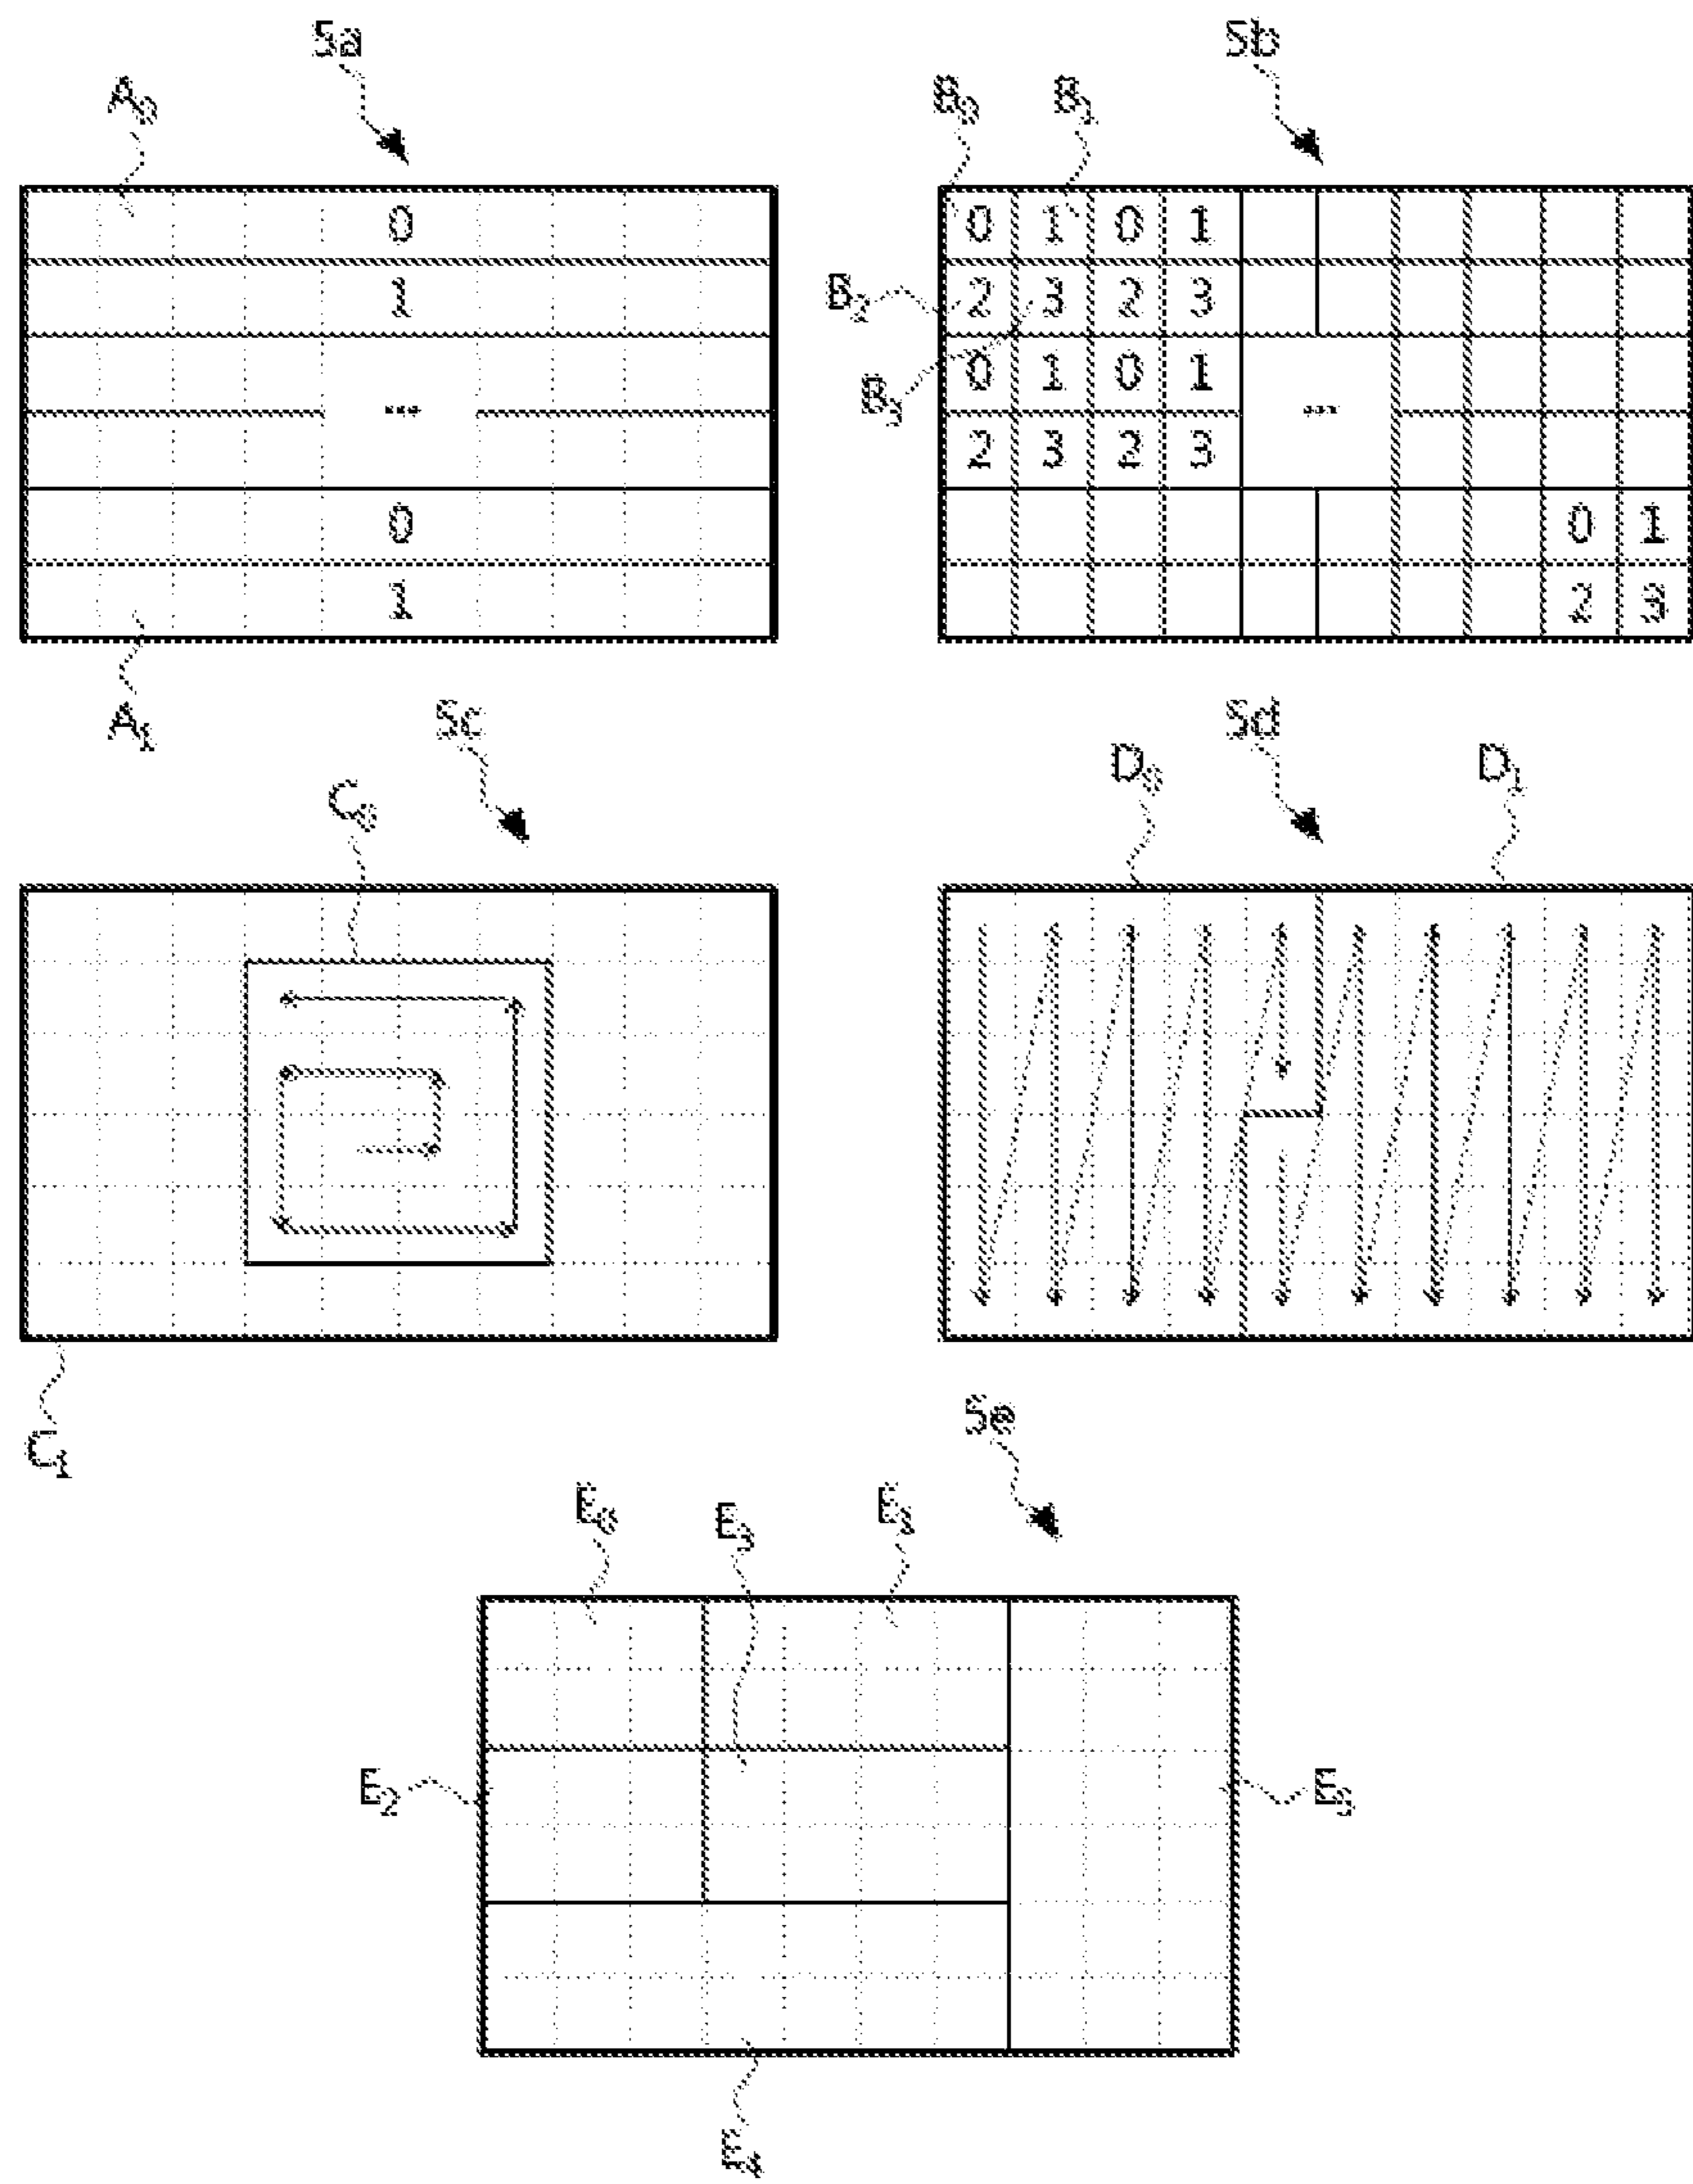 5a 5b
A₀ B₀ B₁
0 0 1 0 1
1 B₂ 2 3 2 3
0 1 0 1
... B₃ ...
2 3 2 3
0 0 1
1 2 3
A₁ 5c 5d
D₀ D₁
C₀
C₁ 5e
E₀ E₃ E₁
E₂ E₅
E₄